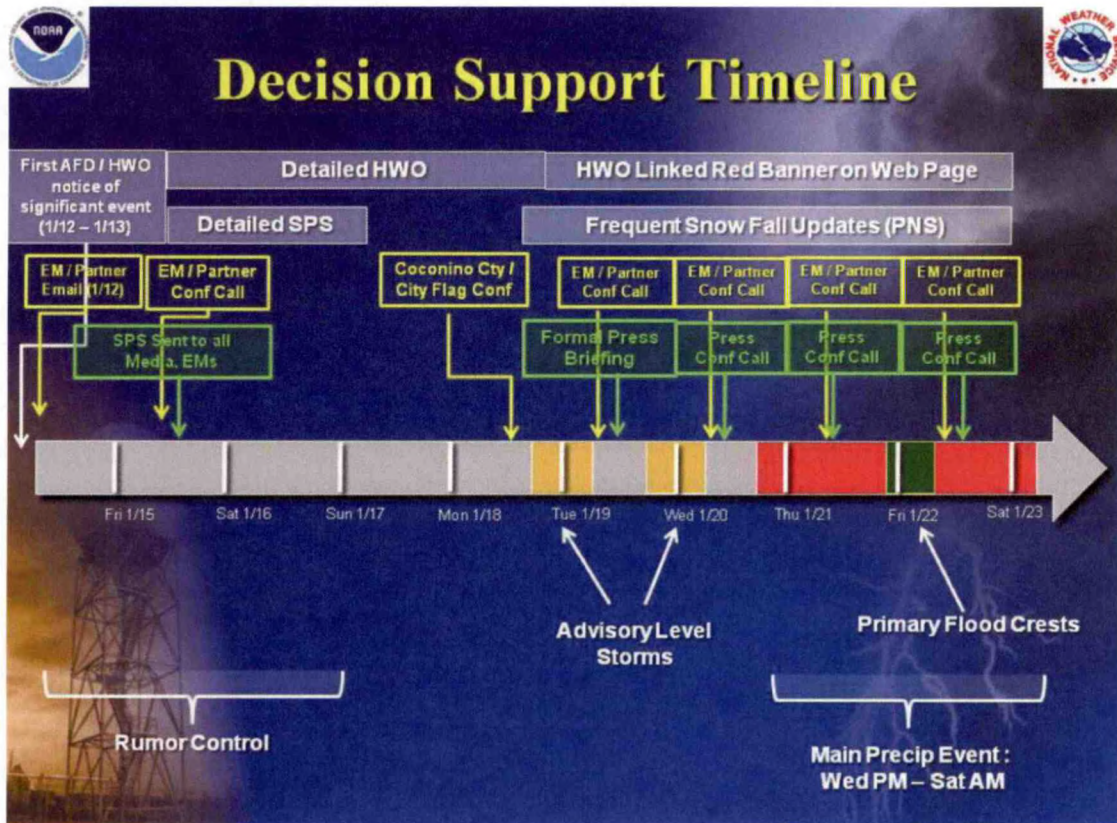 NOAA
NATIONAL WEATHER SERVICE
Decision Support Timeline
First AFD / HWO
notice of
significant event
(1/12 – 1/13)
Detailed HWO
HWO Linked Red Banner on Web Page
Detailed SPS
Frequent Snow Fall Updates (PNS)
EM / Partner
Email (1/12)
EM / Partner
Conf Call
Coconino Cty /
City Flag Conf
EM / Partner
Conf Call
EM / Partner
Conf Call
EM / Partner
Conf Call
EM / Partner
Conf Call
SPS Sent to all
Media, EMs
Formal Press
Briefing
Press
Conf Call
Press
Conf Call
Press
Conf Call
Fri 1/15
Sat 1/16
Sun 1/17
Mon 1/18
Tue 1/19
Wed 1/20
Thu 1/21
Fri 1/22
Sat 1/23
Advisory Level
Storms
Primary Flood Crests
Rumor Control
Main Precip Event :
Wed PM – Sat AM